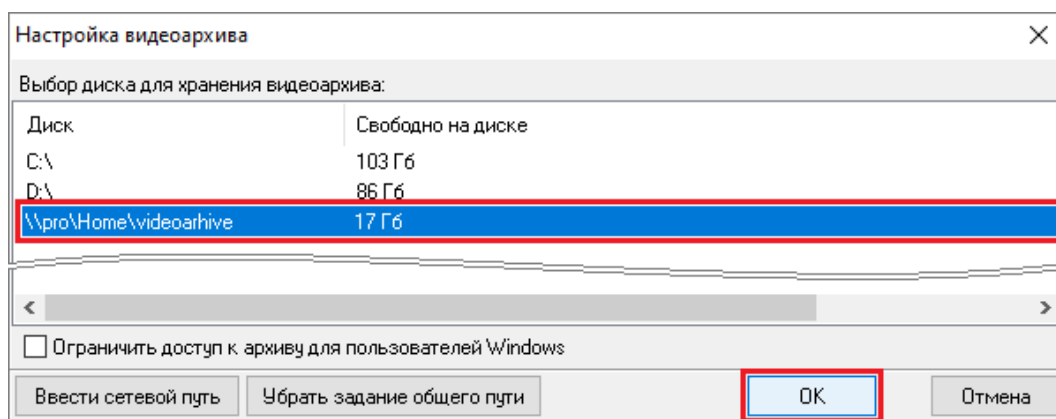 Настройка видеоархива
Выбор диска для хранения видеоархива:
Диск Свободно на диске
C:\ 103 Гб
D:\ 86 Гб
\\pro\Home\videoarhive 17 Гб
Ограничить доступ к архиву для пользователей Windows
Ввести сетевой путь Убрать задание общего пути OK Отмена